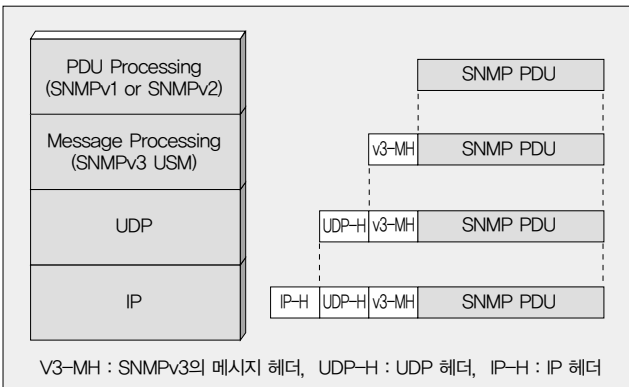 PDU Processing
(SNMPv1 or SNMPv2)
SNMP PDU
Message Processing
(SNMPv3 USM)
v3-MH SNMP PDU
UDP
UDP-H v3-MH SNMP PDU
IP
IP-H UDP-H v3-MH SNMP PDU
V3-MH : SNMPv3의 메시지 헤더, UDP-H : UDP 헤더, IP-H : IP 헤더